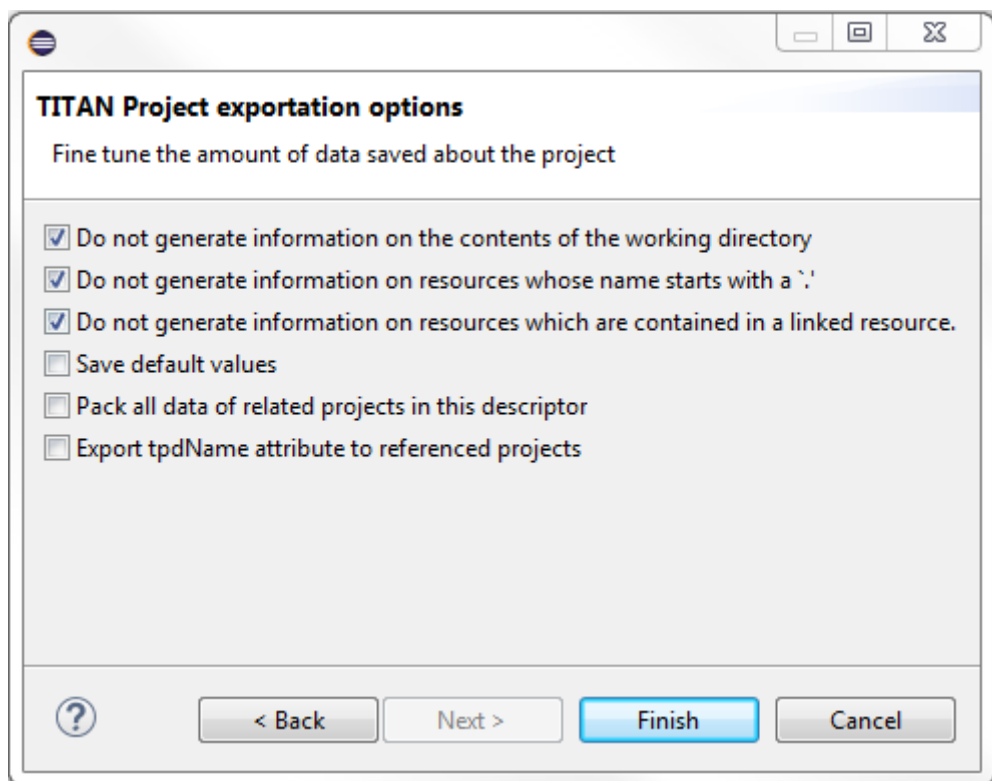 TITAN Project exportation options
Fine tune the amount of data saved about the project
Do not generate information on the contents of the working directory
Do not generate information on resources whose name starts with a `.'
Do not generate information on resources which are contained in a linked resource.
Save default values
Pack all data of related projects in this descriptor
Export tpdName attribute to referenced projects
? < Back Next > Finish Cancel